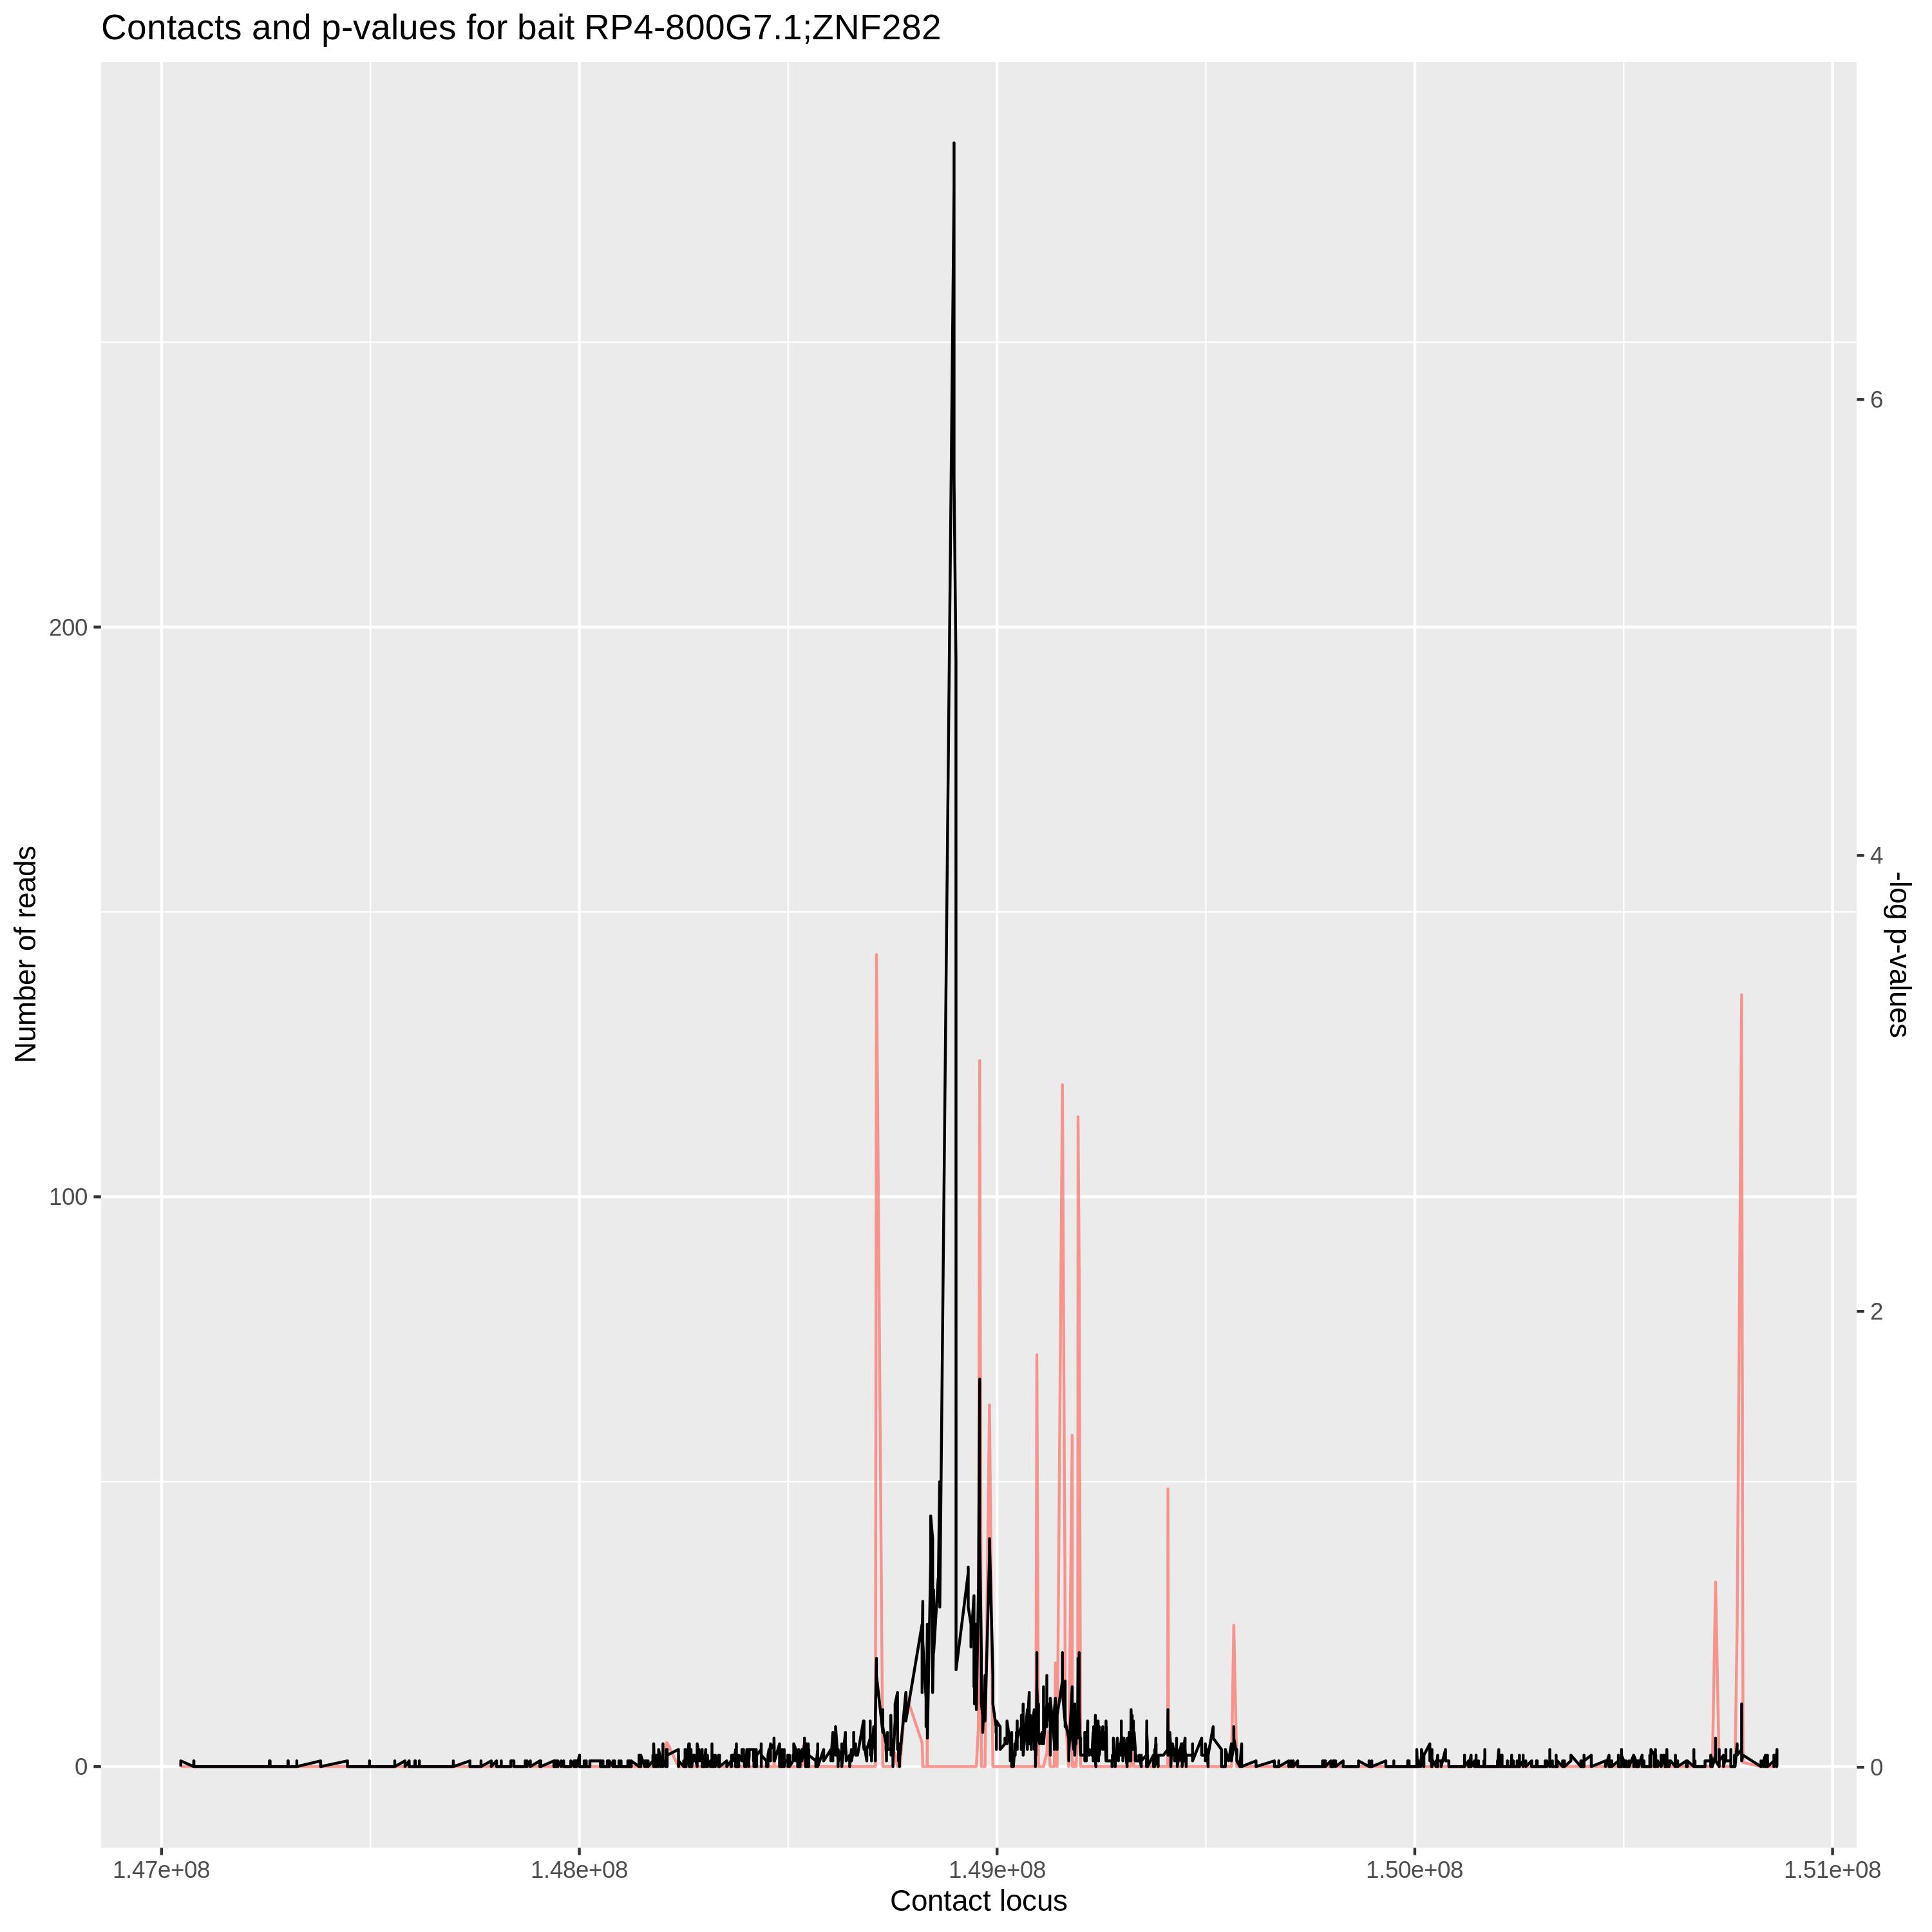 Contacts and p-values for bait RP4-800G7.1;ZNF282
Number of reads
200
100
0
6
4
2
0
-log p-values
1.47e+08 1.48e+08 1.49e+08 1.50e+08 1.51e+08
Contact locus